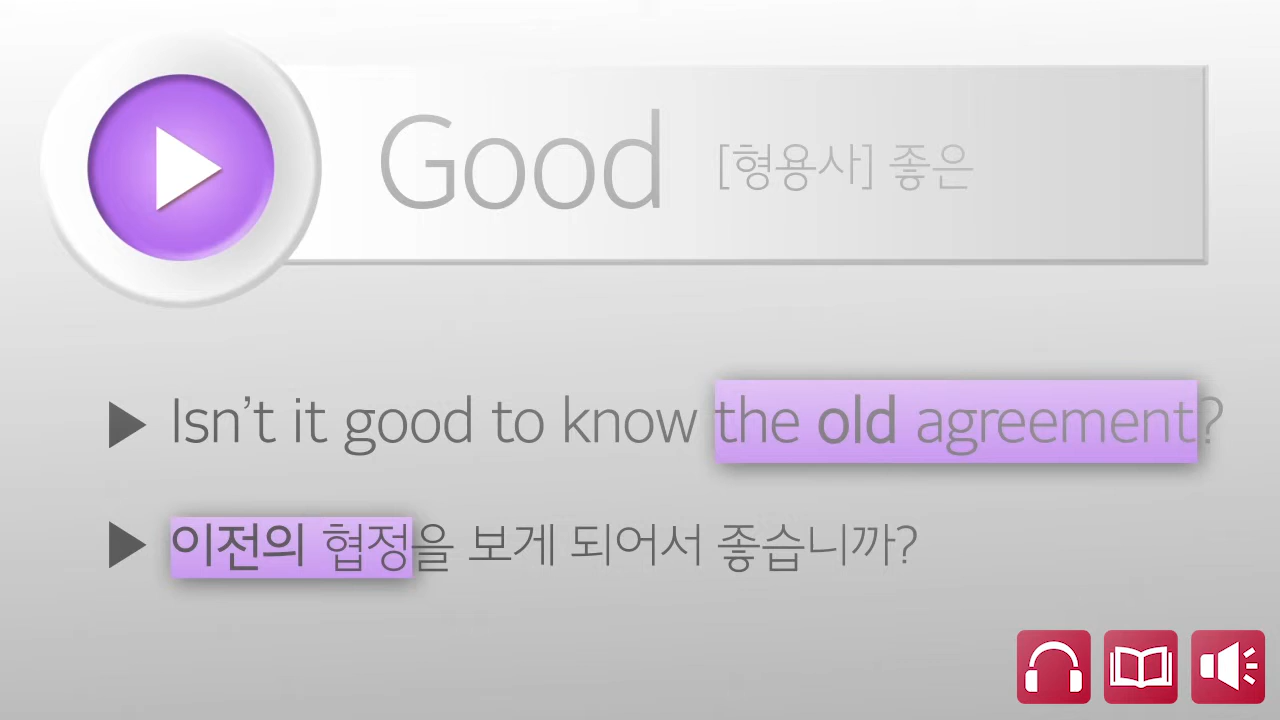 Good [형용사] 좋은
Isn't it good to know the old agreement?
이전의 협정을 보게 되어서 좋습니까?